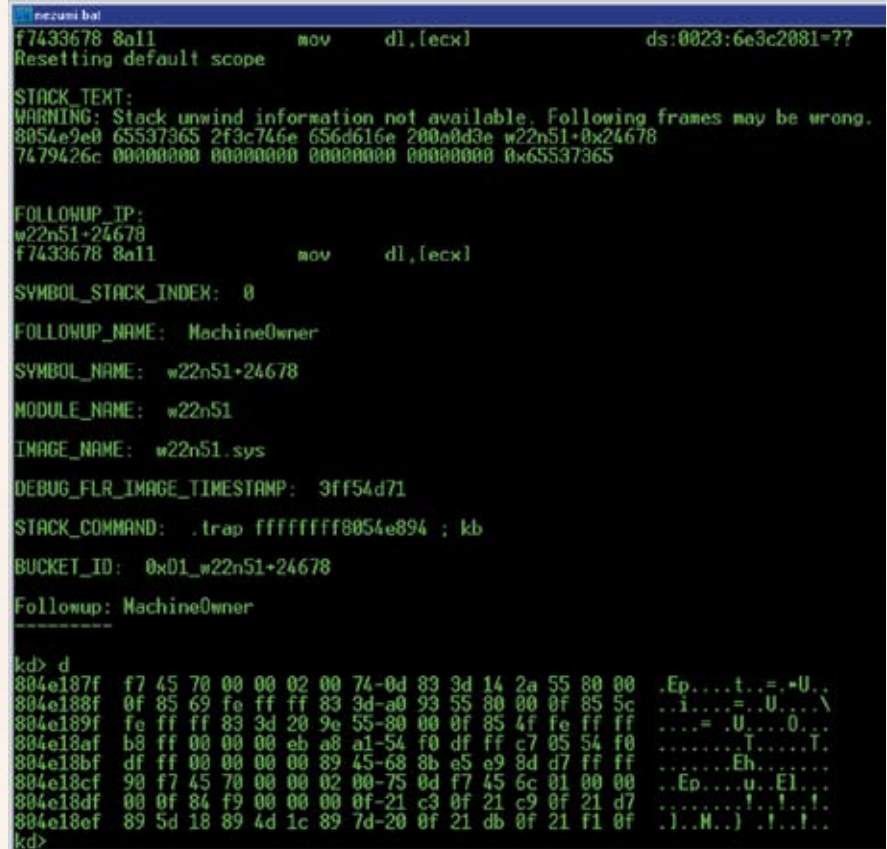 nezumi.bat
f7433678 8a11 mov dl,[ecx] ds:0023:6e3c2081=??
Resetting default scope
STACK_TEXT:
WARNING: Stack unwind information not available. Following frames may be wrong.
8054e9e0 65537365 2f3c746e 656d616e 200a0d3e w22n51+0x24678
7479426c 00000000 00000000 00000000 00000000 0x65537365
FOLLOWUP_IP:
w22n51+24678
f7433678 8a11 mov dl,[ecx]
SYMBOL_STACK_INDEX: 0
FOLLOWUP_NAME: MachineOwner
SYMBOL_NAME: w22n51+24678
MODULE_NAME: w22n51
IMAGE_NAME: w22n51.sys
DEBUG_FLR_IMAGE_TIMESTAMP: 3ff54d71
STACK_COMMAND: .trap ffffffff8054e894 ; kb
BUCKET_ID: 0xD1_w22n51+24678
Followup: MachineOwner
---------
kd> d
804e187f f7 45 70 00 00 02 00 74-0d 83 3d 14 2a 55 80 00 .Ep....t..=.*U..
804e188f 0f 85 69 fe ff ff 83 3d-a0 93 55 80 00 0f 85 5c ..i....=..U....\
804e189f fe ff ff 83 3d 20 9e 55-80 00 0f 85 4f fe ff ff ....= .U....O...
804e18af b8 ff 00 00 00 eb a8 a1-54 f0 df ff c7 05 54 f0 ........T.....T.
804e18bf df ff 00 00 00 00 89 45-68 8b e5 e9 8d d7 ff ff .......Eh.......
804e18cf 90 f7 45 70 00 00 02 00-75 0d f7 45 6c 01 00 00 ..Ep....u..El...
804e18df 00 0f 84 f9 00 00 00 0f-21 c3 0f 21 c9 0f 21 d7 ........!..!..!.
804e18ef 89 5d 18 89 4d 1c 89 7d-20 0f 21 db 0f 21 f1 0f .]..M..} .!..!..
kd>